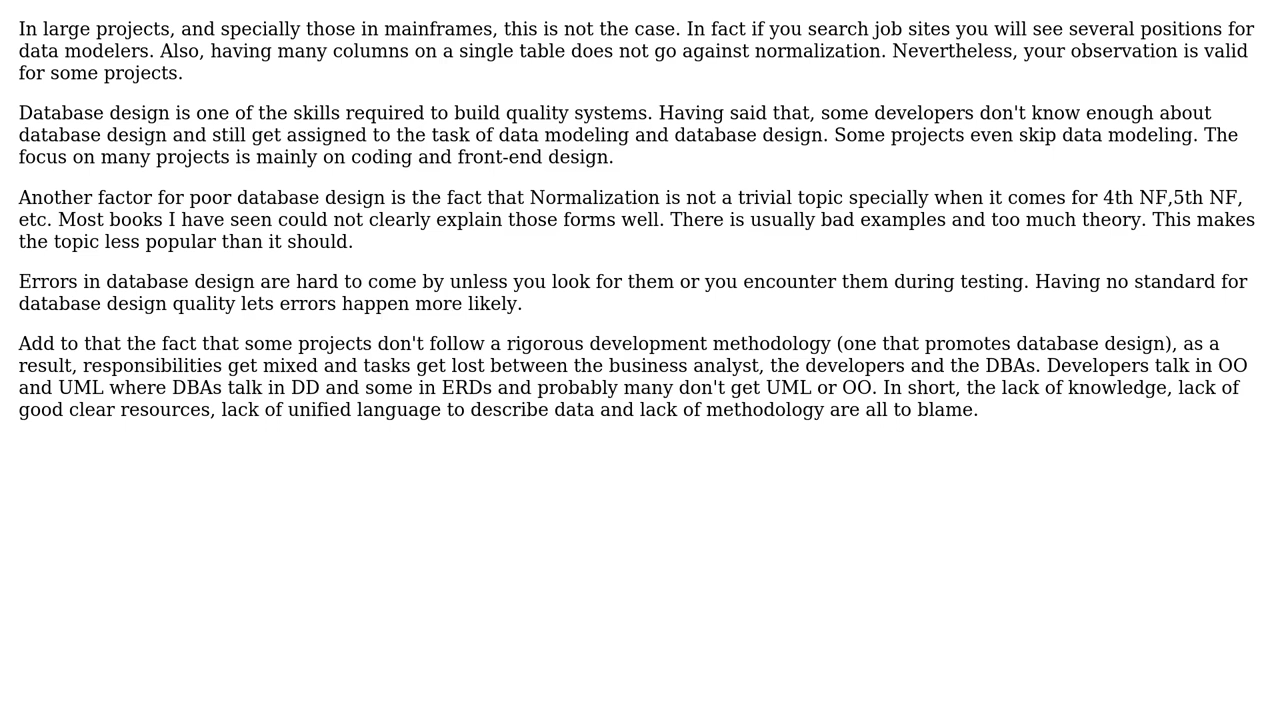 In large projects, and specially those in mainframes, this is not the case. In fact if you search job sites you will see several positions for
data modelers. Also, having many columns on a single table does not go against normalization. Nevertheless, your observation is valid
for some projects.
Database design is one of the skills required to build quality systems. Having said that, some developers don't know enough about
database design and still get assigned to the task of data modeling and database design. Some projects even skip data modeling. The
focus on many projects is mainly on coding and front-end design.
Another factor for poor database design is the fact that Normalization is not a trivial topic specially when it comes for 4th NF,5th NF,
etc. Most books I have seen could not clearly explain those forms well. There is usually bad examples and too much theory. This makes
the topic less popular than it should.
Errors in database design are hard to come by unless you look for them or you encounter them during testing. Having no standard for
database design quality lets errors happen more likely.
Add to that the fact that some projects don't follow a rigorous development methodology (one that promotes database design), as a
result, responsibilities get mixed and tasks get lost between the business analyst, the developers and the DBAs. Developers talk in OO
and UML where DBAs talk in DD and some in ERDs and probably many don't get UML or OO. In short, the lack of knowledge, lack of
good clear resources, lack of unified language to describe data and lack of methodology are all to blame.